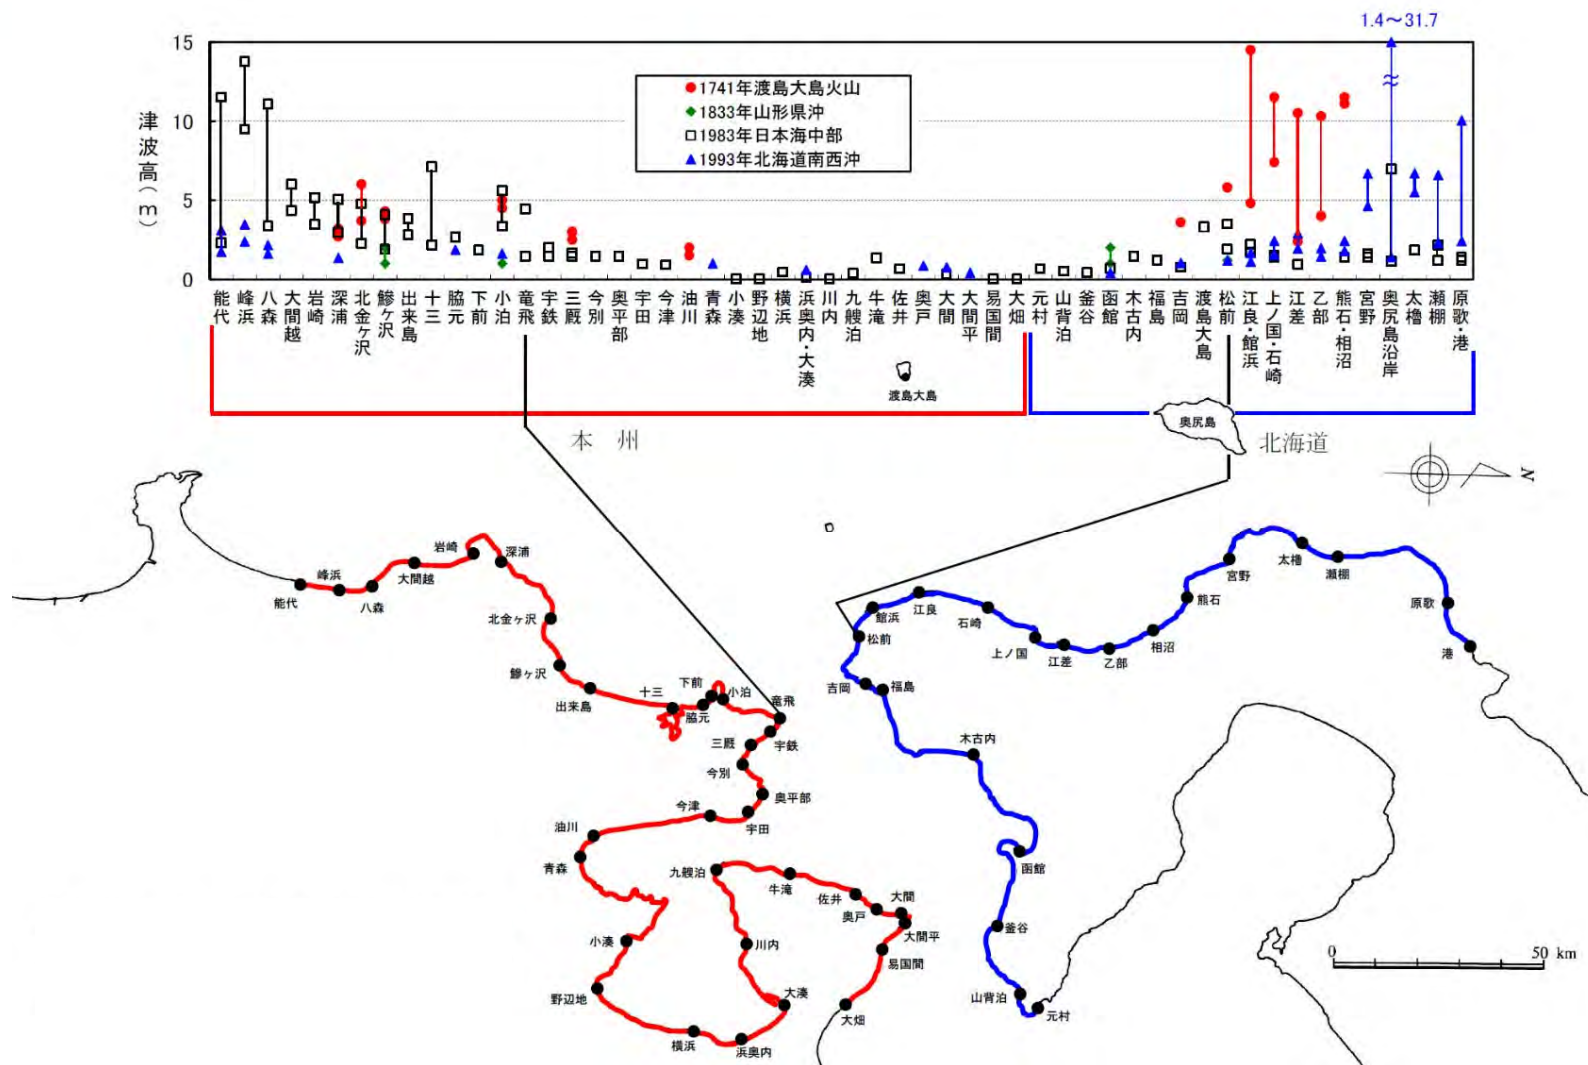 1.4～31.7
15
10
5
0
津波高(m)
1741年渡島大島火山
1833年山形県沖
1983年日本海中部
1993年北海道南西沖
能代
峰浜
八森
大間越
岩崎
深浦
北金ヶ沢
鰺ヶ沢
出来島
十三
脇元
下前
小泊
竜飛
宇鉄
三厩
今別
奥平部
宇田
今津
油川
青森
小湊
野辺地
横浜
浜奥内・大湊
川内
九艘泊
牛滝
佐井
奥戸
大間
大間平
易国間
大畑
元村
山背泊
釜谷
函館
木古内
福島
吉岡
渡島大島
松前
江良・館浜
上ノ国・石崎
江差
乙部
熊石・相沼
宮野
奥尻島沿岸
太櫓
瀬棚
原歌・港
渡島大島
奥尻島
本 州
北海道
N
岩崎
深浦
大間越
峰浜
能代
八森
北金ヶ沢
鰺ヶ沢
出来島
十三
下前
小泊
脇元
竜飛
三厩
宇鉄
今別
奥平部
今津
宇田
油川
青森
九艘泊
牛滝
佐井
大間
奥戸
大間平
小湊
川内
易国間
野辺地
大湊
大畑
横浜
浜奥内
太櫓
宮野
瀬棚
館浜
江良
石崎
熊石
原歌
松前
上ノ国
江差
乙部
相沼
港
吉岡
福島
木古内
函館
釜谷
山背泊
元村
0
50 km